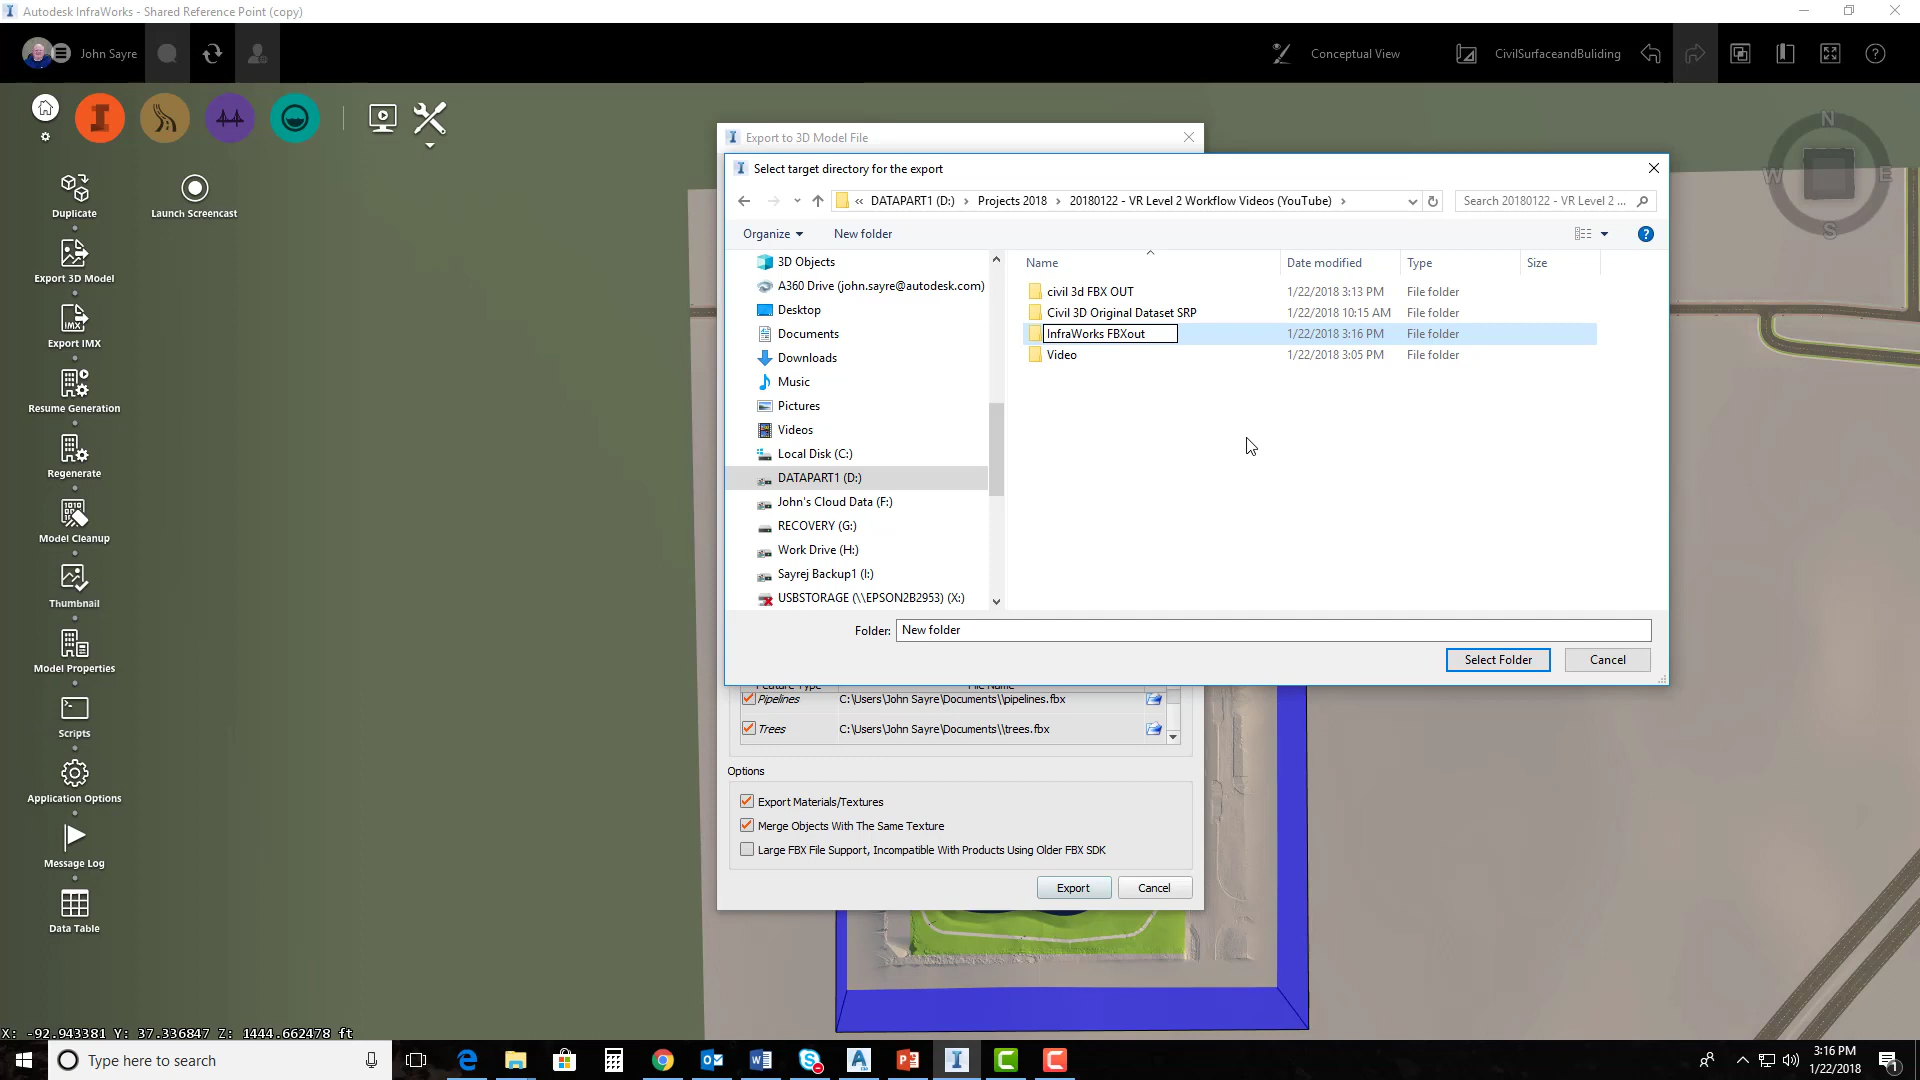 Autodesk InfraWorks - Shared Reference Point (copy)
John Sayre
Conceptual View
CivilSurfaceandBuliding
Duplicate
Launch Screencast
Export 3D Model
Export IMX
Resume Generation
Regenerate
Model Cleanup
Thumbnail
Model Properties
Scripts
Application Options
Message Log
Data Table
N
W
E
S
Export to 3D Model File
Select target directory for the export
« DATAPART1 (D:) › Projects 2018 › 20180122 - VR Level 2 Workflow Videos (YouTube) ›
Search 20180122 - VR Level 2 ...
Organize
New folder
Name
Date modified
Type
Size
3D Objects
A360 Drive (john.sayre@autodesk.com)
Desktop
Documents
Downloads
Music
Pictures
Videos
Local Disk (C:)
DATAPART1 (D:)
John's Cloud Data (F:)
RECOVERY (G:)
Work Drive (H:)
Sayrej Backup1 (I:)
USBSTORAGE (\\EPSON2B2953) (X:)
civil 3d FBX OUT 1/22/2018 3:13 PM File folder
Civil 3D Original Dataset SRP 1/22/2018 10:15 AM File folder
InfraWorks FBXout 1/22/2018 3:16 PM File folder
Video 1/22/2018 3:05 PM File folder
Folder: New folder
Select Folder
Cancel
Feature Type File Name
Pipelines C:\Users\John Sayre\Documents\\pipelines.fbx
Trees C:\Users\John Sayre\Documents\\trees.fbx
Options
Export Materials/Textures
Merge Objects With The Same Texture
Large FBX File Support, Incompatible With Products Using Older FBX SDK
Export
Cancel
X: -92.943381 Y: 37.336847 Z: 1444.662478 ft
Type here to search
3:16 PM
1/22/2018
1